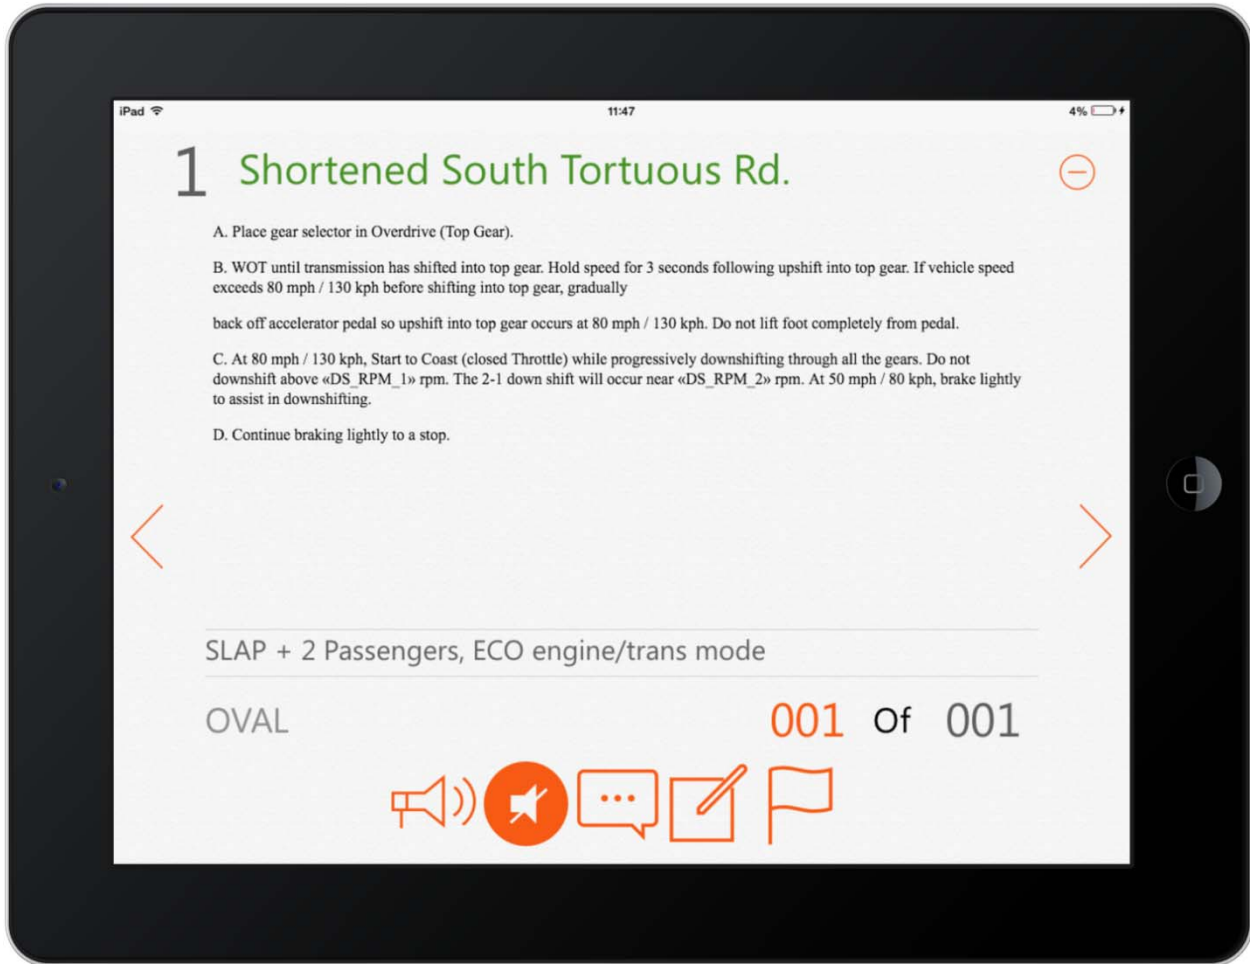 iPad 11:47 4%
1 Shortened South Tortuous Rd.
A. Place gear selector in Overdrive (Top Gear).
B. WOT until transmission has shifted into top gear. Hold speed for 3 seconds following upshift into top gear. If vehicle speed
exceeds 80 mph / 130 kph before shifting into top gear, gradually
back off accelerator pedal so upshift into top gear occurs at 80 mph / 130 kph. Do not lift foot completely from pedal.
C. At 80 mph / 130 kph, Start to Coast (closed Throttle) while progressively downshifting through all the gears. Do not
downshift above «DS_RPM_1» rpm. The 2-1 down shift will occur near «DS_RPM_2» rpm. At 50 mph / 80 kph, brake lightly
to assist in downshifting.
D. Continue braking lightly to a stop.
SLAP + 2 Passengers, ECO engine/trans mode
OVAL 001 Of 001